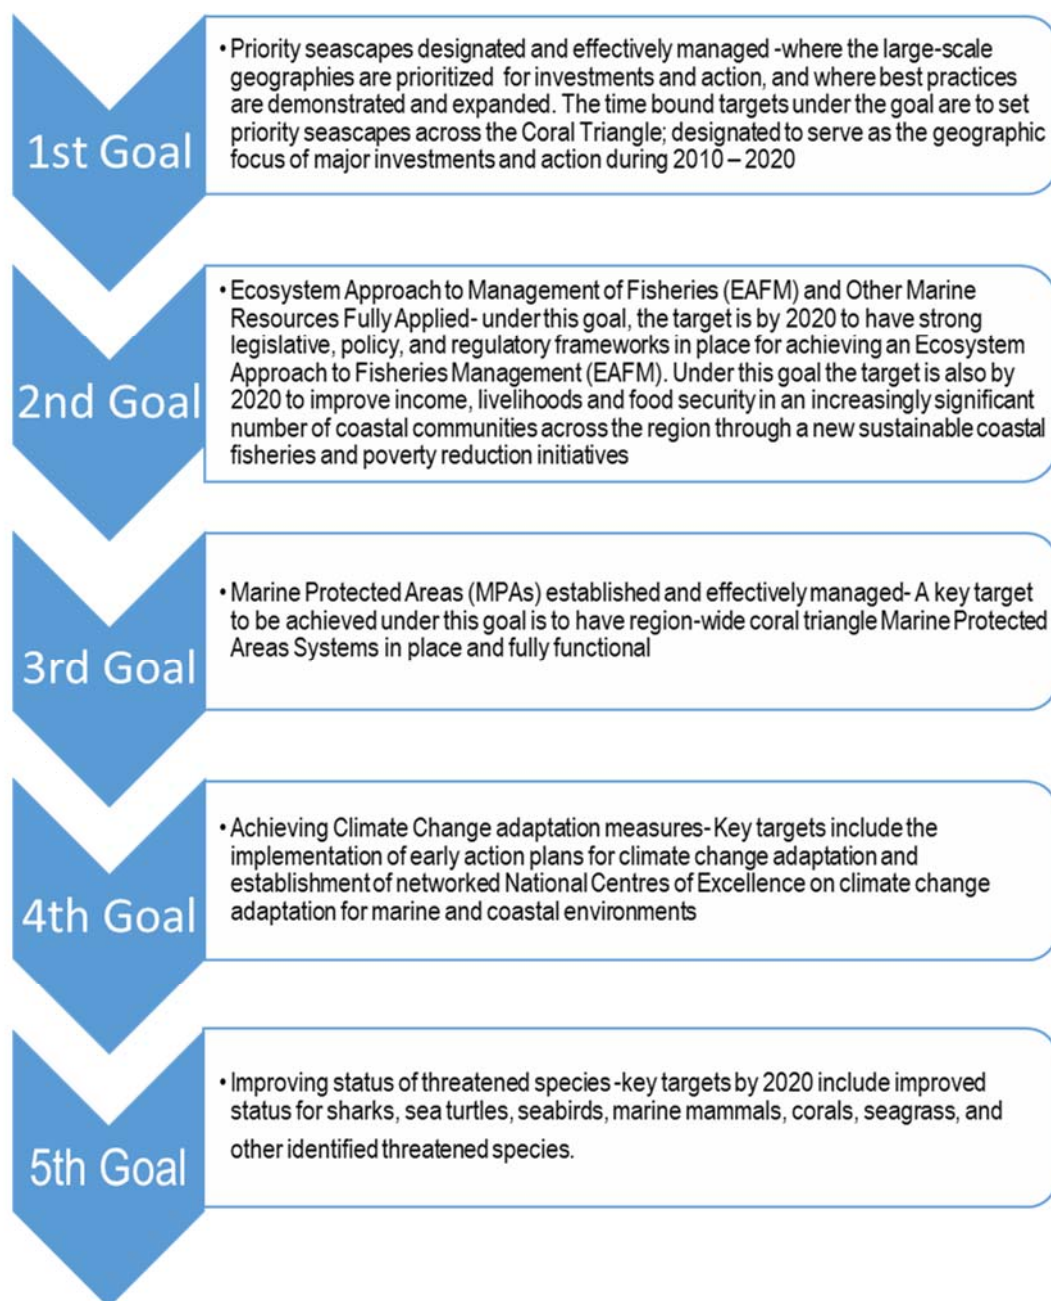 1st Goal
• Priority seascapes designated and effectively managed -where the large-scale
geographies are prioritized for investments and action, and where best practices
are demonstrated and expanded. The time bound targets under the goal are to set
priority seascapes across the Coral Triangle; designated to serve as the geographic
focus of major investments and action during 2010 – 2020
2nd Goal
• Ecosystem Approach to Management of Fisheries (EAFM) and Other Marine
Resources Fully Applied- under this goal, the target is by 2020 to have strong
legislative, policy, and regulatory frameworks in place for achieving an Ecosystem
Approach to Fisheries Management (EAFM). Under this goal the target is also by
2020 to improve income, livelihoods and food security in an increasingly significant
number of coastal communities across the region through a new sustainable coastal
fisheries and poverty reduction initiatives
3rd Goal
• Marine Protected Areas (MPAs) established and effectively managed- A key target
to be achieved under this goal is to have region-wide coral triangle Marine Protected
Areas Systems in place and fully functional
4th Goal
• Achieving Climate Change adaptation measures- Key targets include the
implementation of early action plans for climate change adaptation and
establishment of networked National Centres of Excellence on climate change
adaptation for marine and coastal environments
5th Goal
• Improving status of threatened species -key targets by 2020 include improved
status for sharks, sea turtles, seabirds, marine mammals, corals, seagrass, and
other identified threatened species.